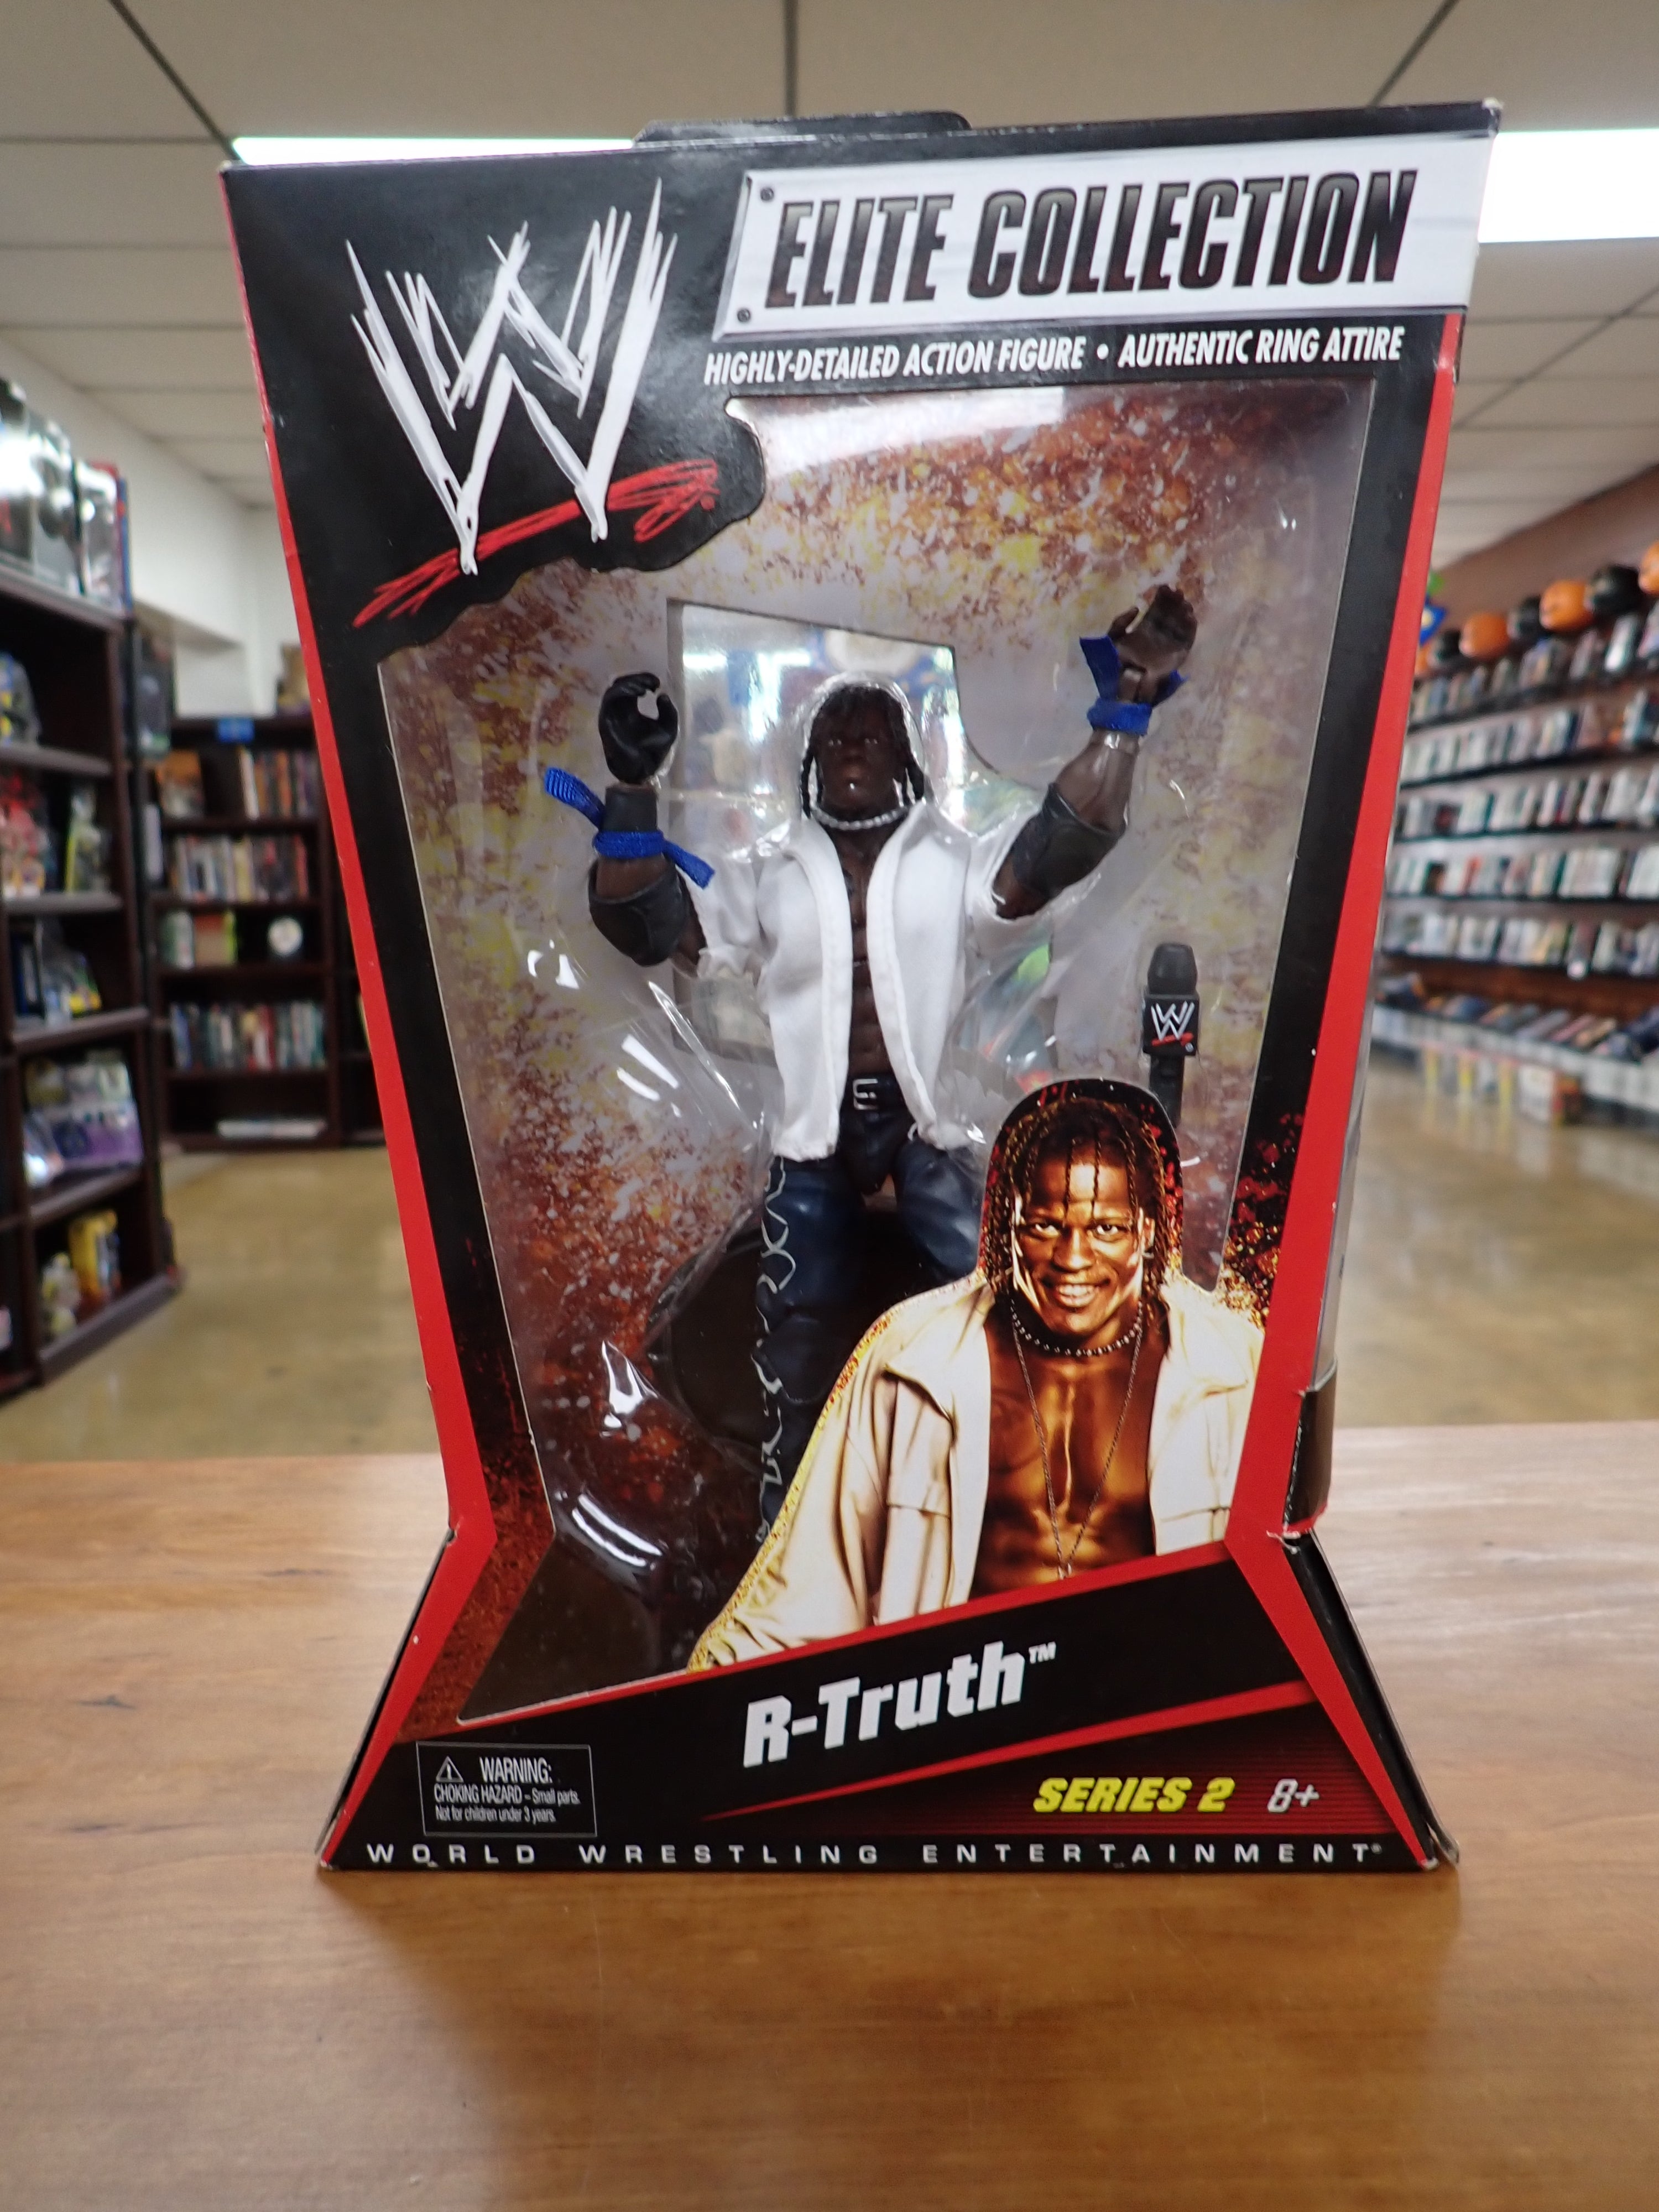 W
ELITE COLLECTION
HIGHLY-DETAILED ACTION FIGURE • AUTHENTIC RING ATTIRE
W
R-Truth™
WARNING:
CHOKING HAZARD – Small parts.
Not for children under 3 years.
SERIES 2 8+
WORLD WRESTLING ENTERTAINMENT®